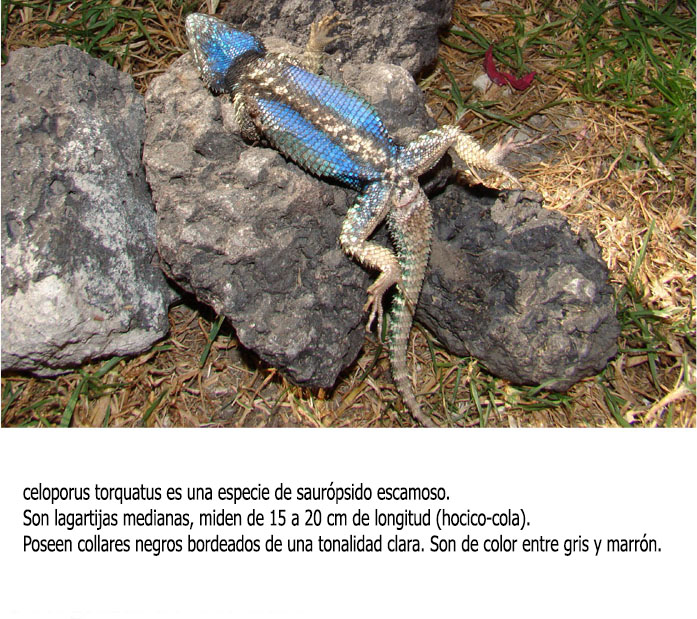 celoporus torquatus es una especie de saurópsido escamoso.
Son lagartijas medianas, miden de 15 a 20 cm de longitud (hocico-cola).
Poseen collares negros bordeados de una tonalidad clara. Son de color entre gris y marrón.